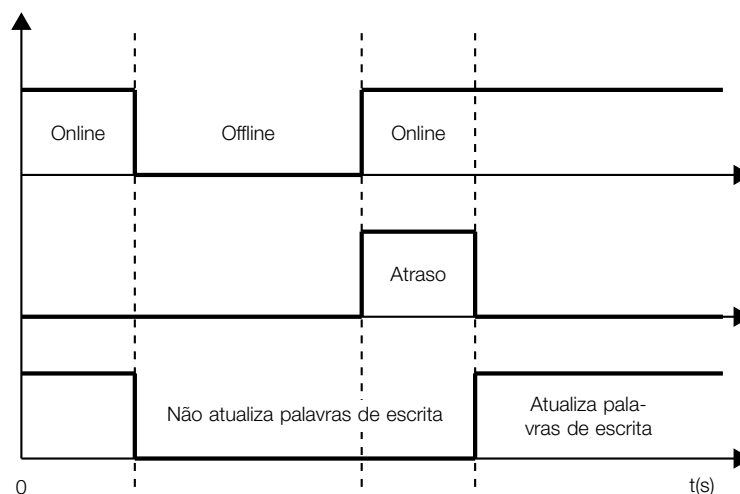 Online
Offline
Online
Atraso
Não atualiza palavras de escrita
Atualiza pala-
vras de escrita
0
t(s)